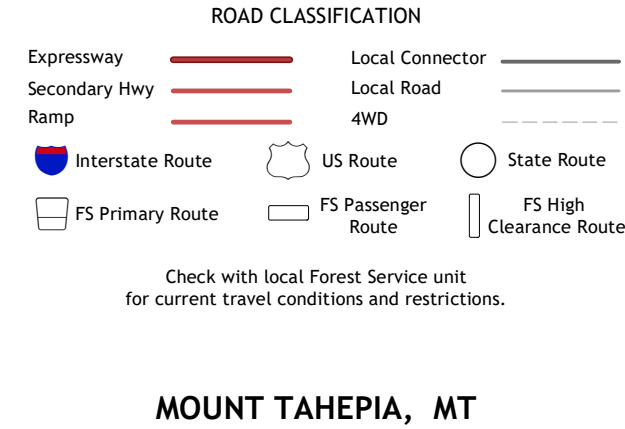 ROAD CLASSIFICATION
Expressway
Local Connector
Secondary Hwy
Local Road
Ramp
4WD
Interstate Route
US Route
State Route
FS Primary Route
FS Passenger
Route
FS High
Clearance Route
Check with local Forest Service unit
for current travel conditions and restrictions.
MOUNT TAHEPIA, MT